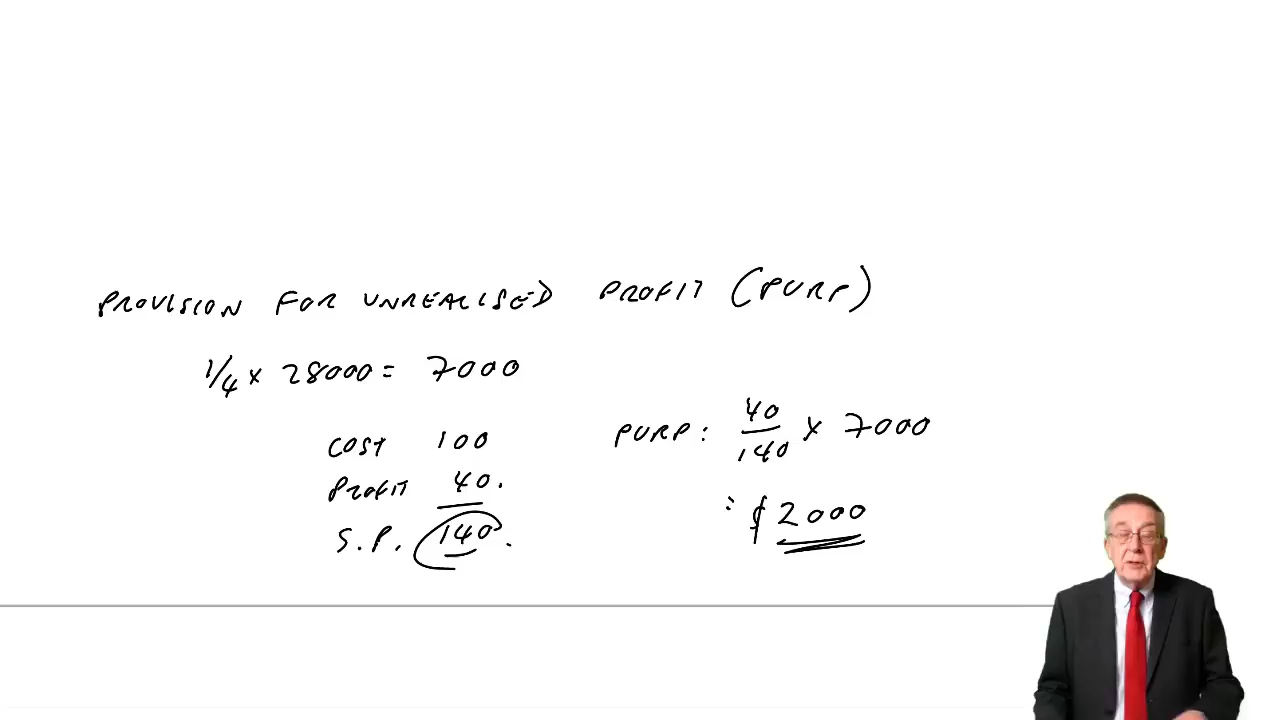 PROVISION FOR UNREALISED PROFIT (PURP)
1/4 × 28000 = 7000
COST 100
PROFIT 40.
S.P. 140.
PURP: 40/140 × 7000
: $2000